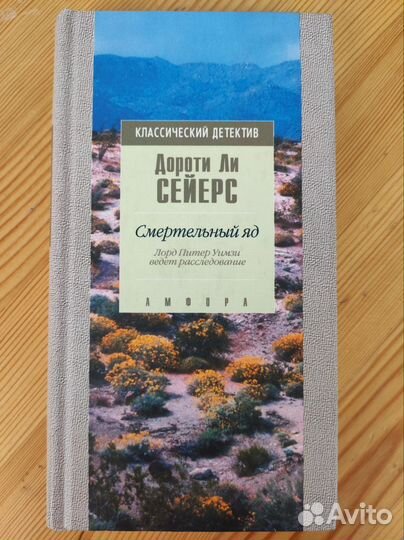 КЛАССИЧЕСКИЙ ДЕТЕКТИВ
Дороти Ли
СЕЙЕРС
Смертельный яд
Лорд Питер Уимзи
ведет расследование
АМФОРА
Avito